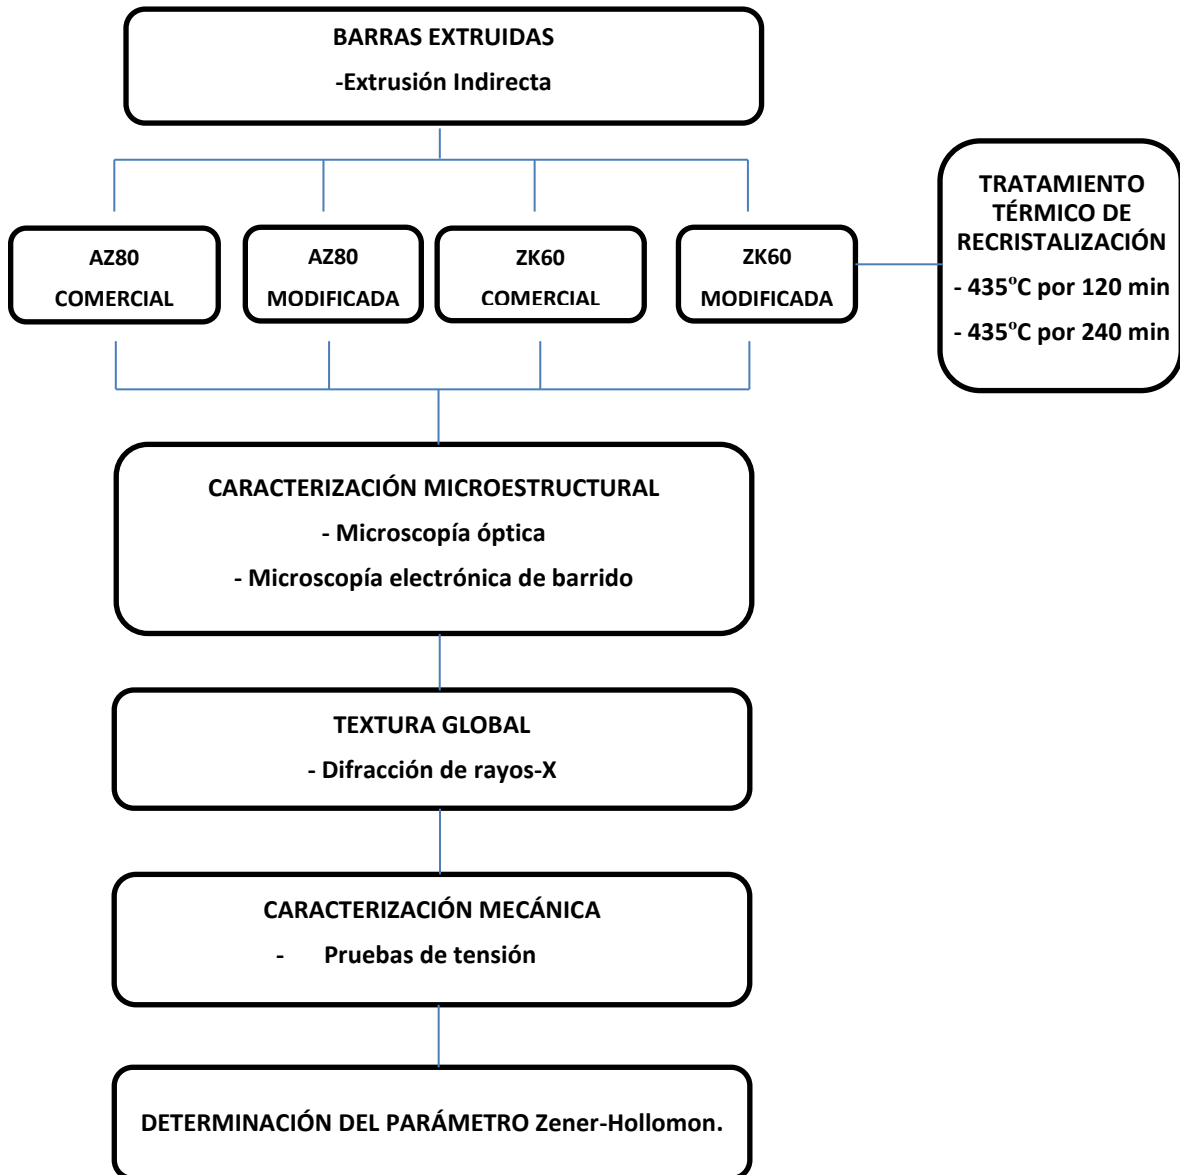 BARRAS EXTRUIDAS
-Extrusión Indirecta
TRATAMIENTO
TÉRMICO DE
RECRISTALIZACIÓN
- 435ºC por 120 min
- 435ºC por 240 min
AZ80
COMERCIAL
AZ80
MODIFICADA
ZK60
COMERCIAL
ZK60
MODIFICADA
CARACTERIZACIÓN MICROESTRUCTURAL
- Microscopía óptica
- Microscopía electrónica de barrido
TEXTURA GLOBAL
- Difracción de rayos-X
CARACTERIZACIÓN MECÁNICA
- Pruebas de tensión
DETERMINACIÓN DEL PARÁMETRO Zener-Hollomon.